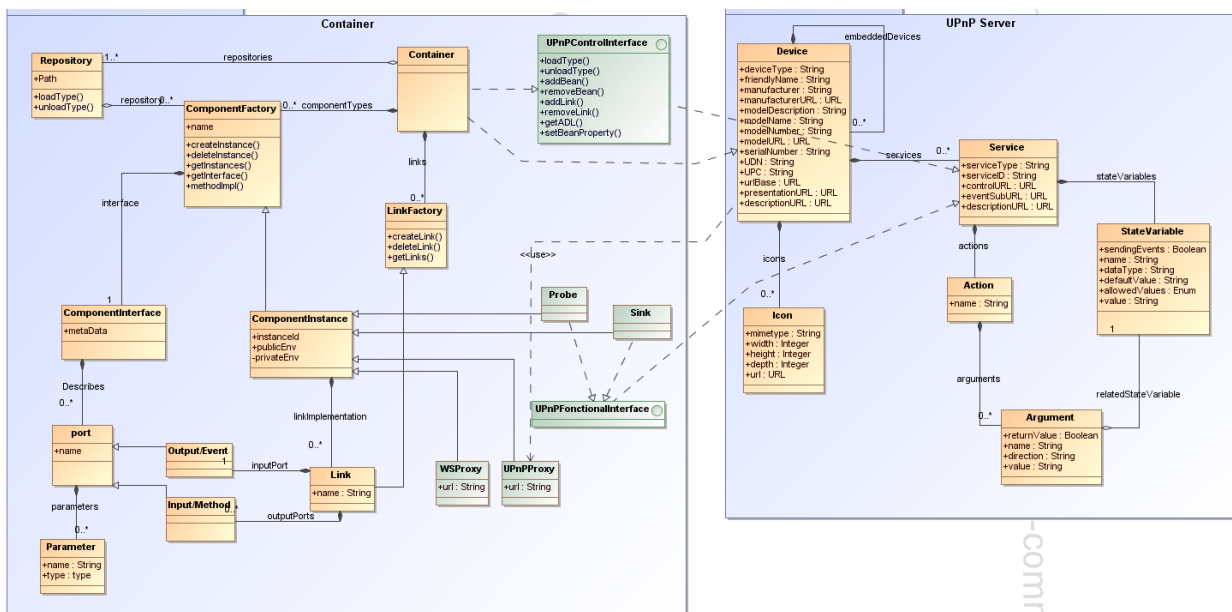 Container
Repository
+Path
+loadType()
+unloadType()
1..*
repositories
Container
repository
0..*
ComponentFactory
+name
+createInstance()
+deleteInstance()
+getInstances()
+getInterface()
+methodImpl()
0..*
componentTypes
UPnPControlInterface
+loadType()
+unloadType()
+addBean()
+removeBean()
+addLink()
+removeLink()
+getADL()
+setBeanProperty()
links
0..*
LinkFactory
+createLink()
+deleteLink()
+getLinks()
interface
1
ComponentInterface
+metaData
Describes
0..*
port
+name
parameters
0..*
Parameter
+name : String
+type : type
ComponentInstance
+instanceId
+publicEnv
-privateEnv
linkImplementation
0..*
Probe
Sink
UPnPFonctionalInterface
Output/Event
1
inputPort
Input/Method
0..*
outputPorts
Link
+name : String
WSProxy
+url : String
UPnPProxy
+url : String
<<use>>
UPnP Server
Device
+deviceType : String
+friendlyName : String
+manufacturer : String
+manufacturerURL : URL
+modelDescription : String
+modelName : String
+modelNumber : String
+modelURL : URL
+serialNumber : String
+UDN : String
+UPC : String
+urlBase : URL
+presentationURL : URL
+descriptionURL : URL
embeddedDevices
0..*
services
0..*
Service
+serviceType : String
+serviceID : String
+controlURL : URL
+eventSubURL : URL
+descriptionURL : URL
stateVariables
StateVariable
+sendingEvents : Boolean
+name : String
+dataType : String
+defaultValue : String
+allowedValues : Enum
+value : String
1
icons
0..*
Icon
+mimetype : String
+width : Integer
+height : Integer
+depth : Integer
+url : URL
actions
Action
+name : String
arguments
0..*
relatedStateVariable
Argument
+returnValue : Boolean
+name : String
+direction : String
+value : String